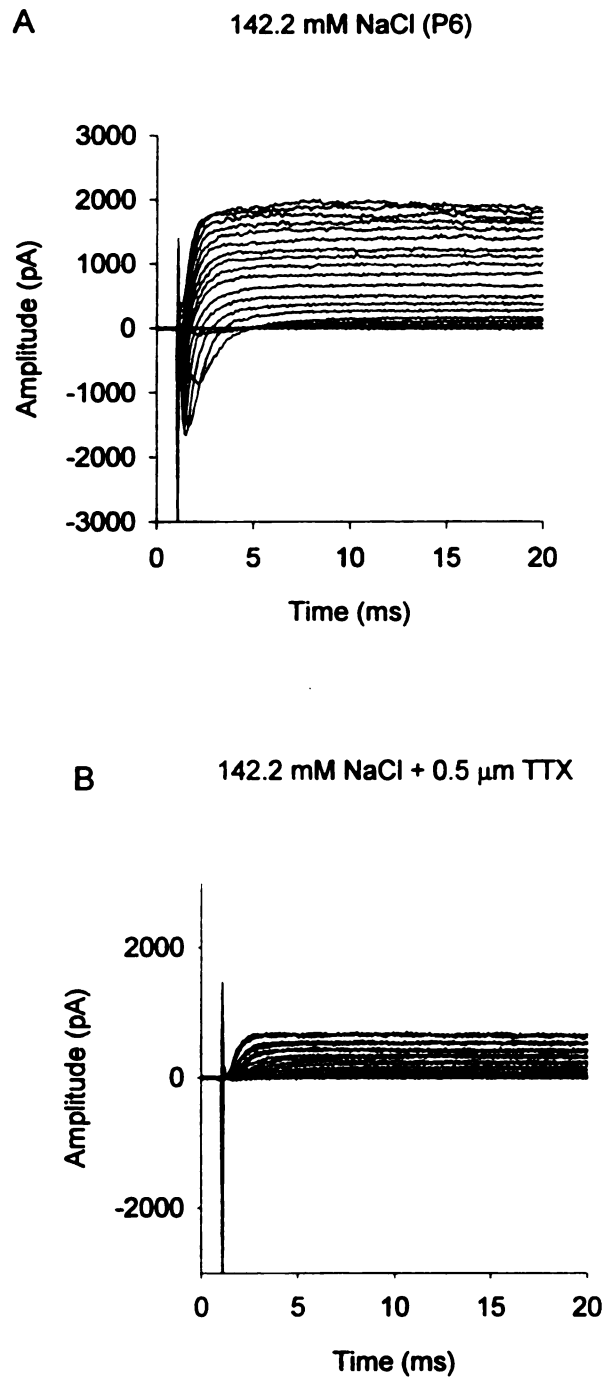 A
142.2 mM NaCl (P6)
3000
2000
1000
0
-1000
-2000
-3000
Amplitude (pA)
0 5 10 15 20
Time (ms)
B
142.2 mM NaCl + 0.5 μm TTX
2000
0
-2000
Amplitude (pA)
0 5 10 15 20
Time (ms)